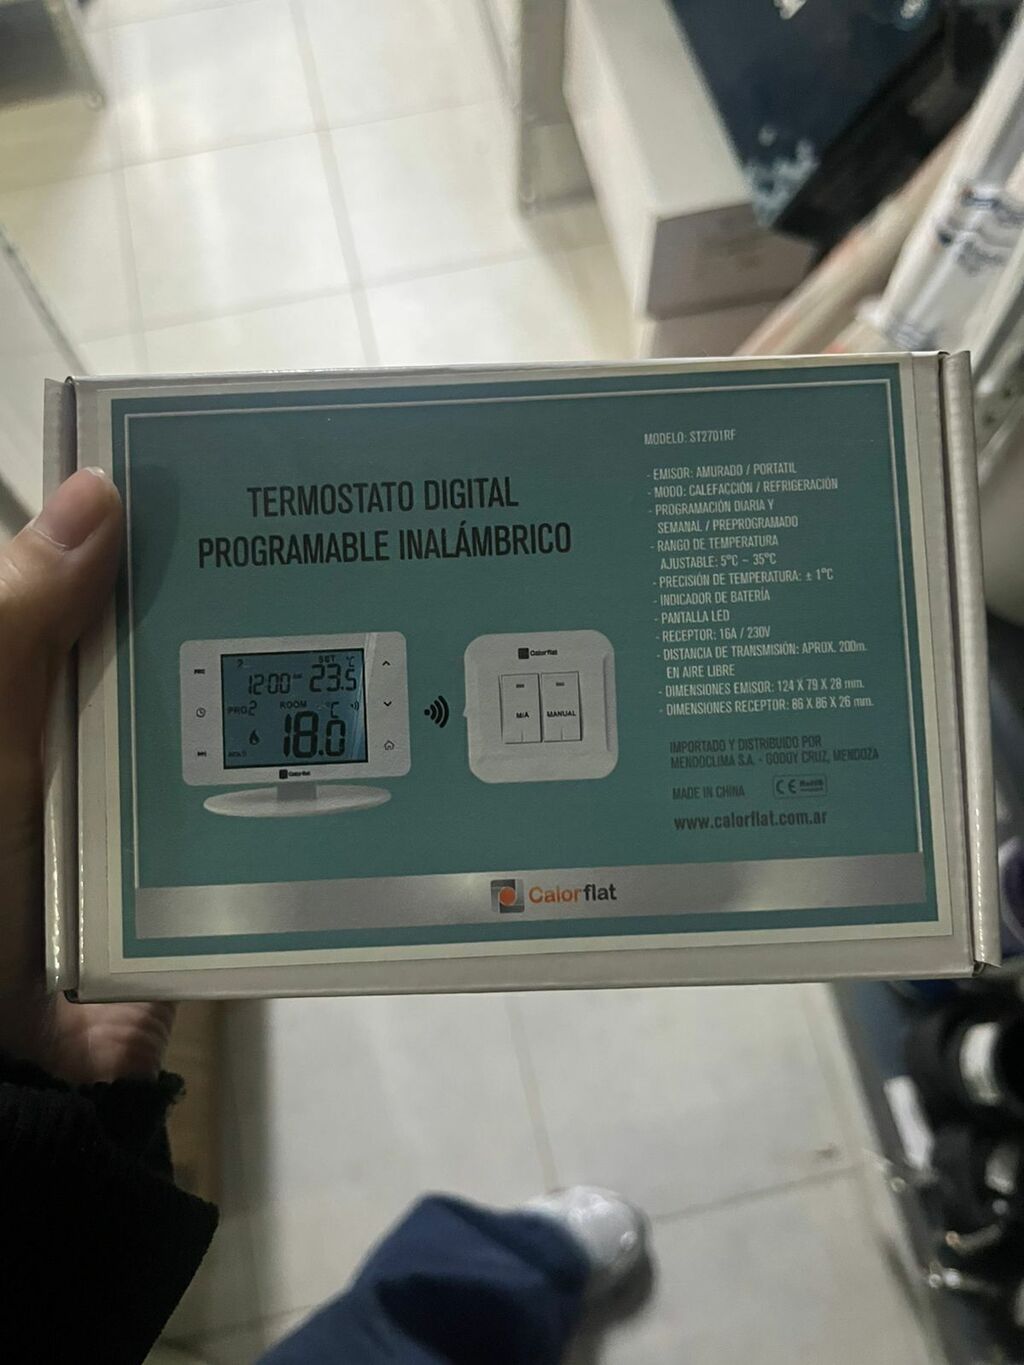 TERMOSTATO DIGITAL
PROGRAMABLE INALÁMBRICO
SET °C
12:00 23.5
PRO 2 ROOM °C
18.0
Calorflat
Calorflat
M/A MANUAL
MODELO: ST2701RF
- EMISOR: AMURADO / PORTATIL
- MODO: CALEFACCIÓN / REFRIGERACIÓN
- PROGRAMACIÓN DIARIA Y
SEMANAL / PREPROGRAMADO
- RANGO DE TEMPERATURA
AJUSTABLE: 5°C ~ 35°C
- PRECISIÓN DE TEMPERATURA: ± 1°C
- INDICADOR DE BATERÍA
- PANTALLA LED
- RECEPTOR: 16A / 230V
- DISTANCIA DE TRANSMISIÓN: APROX. 200m.
EN AIRE LIBRE
- DIMENSIONES EMISOR: 124 X 79 X 28 mm.
- DIMENSIONES RECEPTOR: 86 X 86 X 26 mm.
IMPORTADO Y DISTRIBUIDO POR
MENDOCLIMA S.A. - GODOY CRUZ, MENDOZA
MADE IN CHINA CE RoHS
www.calorflat.com.ar
Calorflat